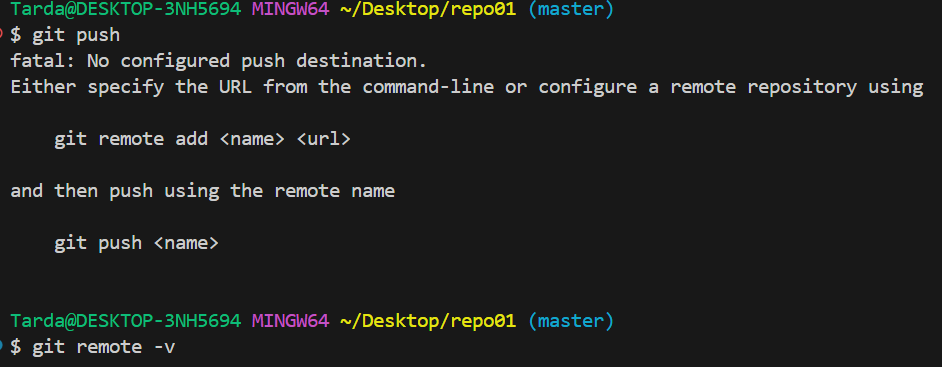 Tarda@DESKTOP-3NH5694 MINGW64 ~/Desktop/repo01 (master)
$ git push
fatal: No configured push destination.
Either specify the URL from the command-line or configure a remote repository using
git remote add <name> <url>
and then push using the remote name
git push <name>
Tarda@DESKTOP-3NH5694 MINGW64 ~/Desktop/repo01 (master)
$ git remote -v